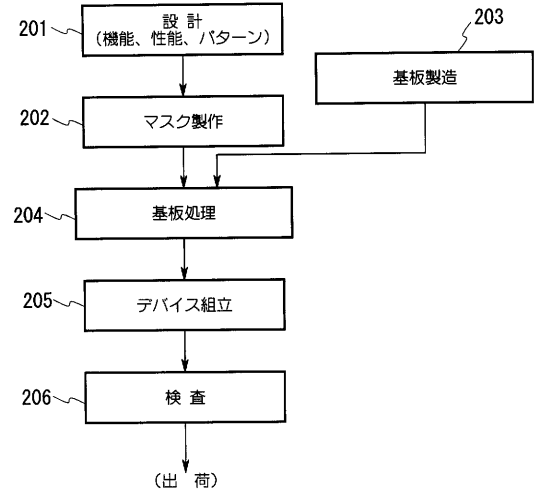 201
設 計
(機能、性能、パターン)
203
基板製造
202
マスク製作
204
基板処理
205
デバイス組立
206
検 査
(出 荷)